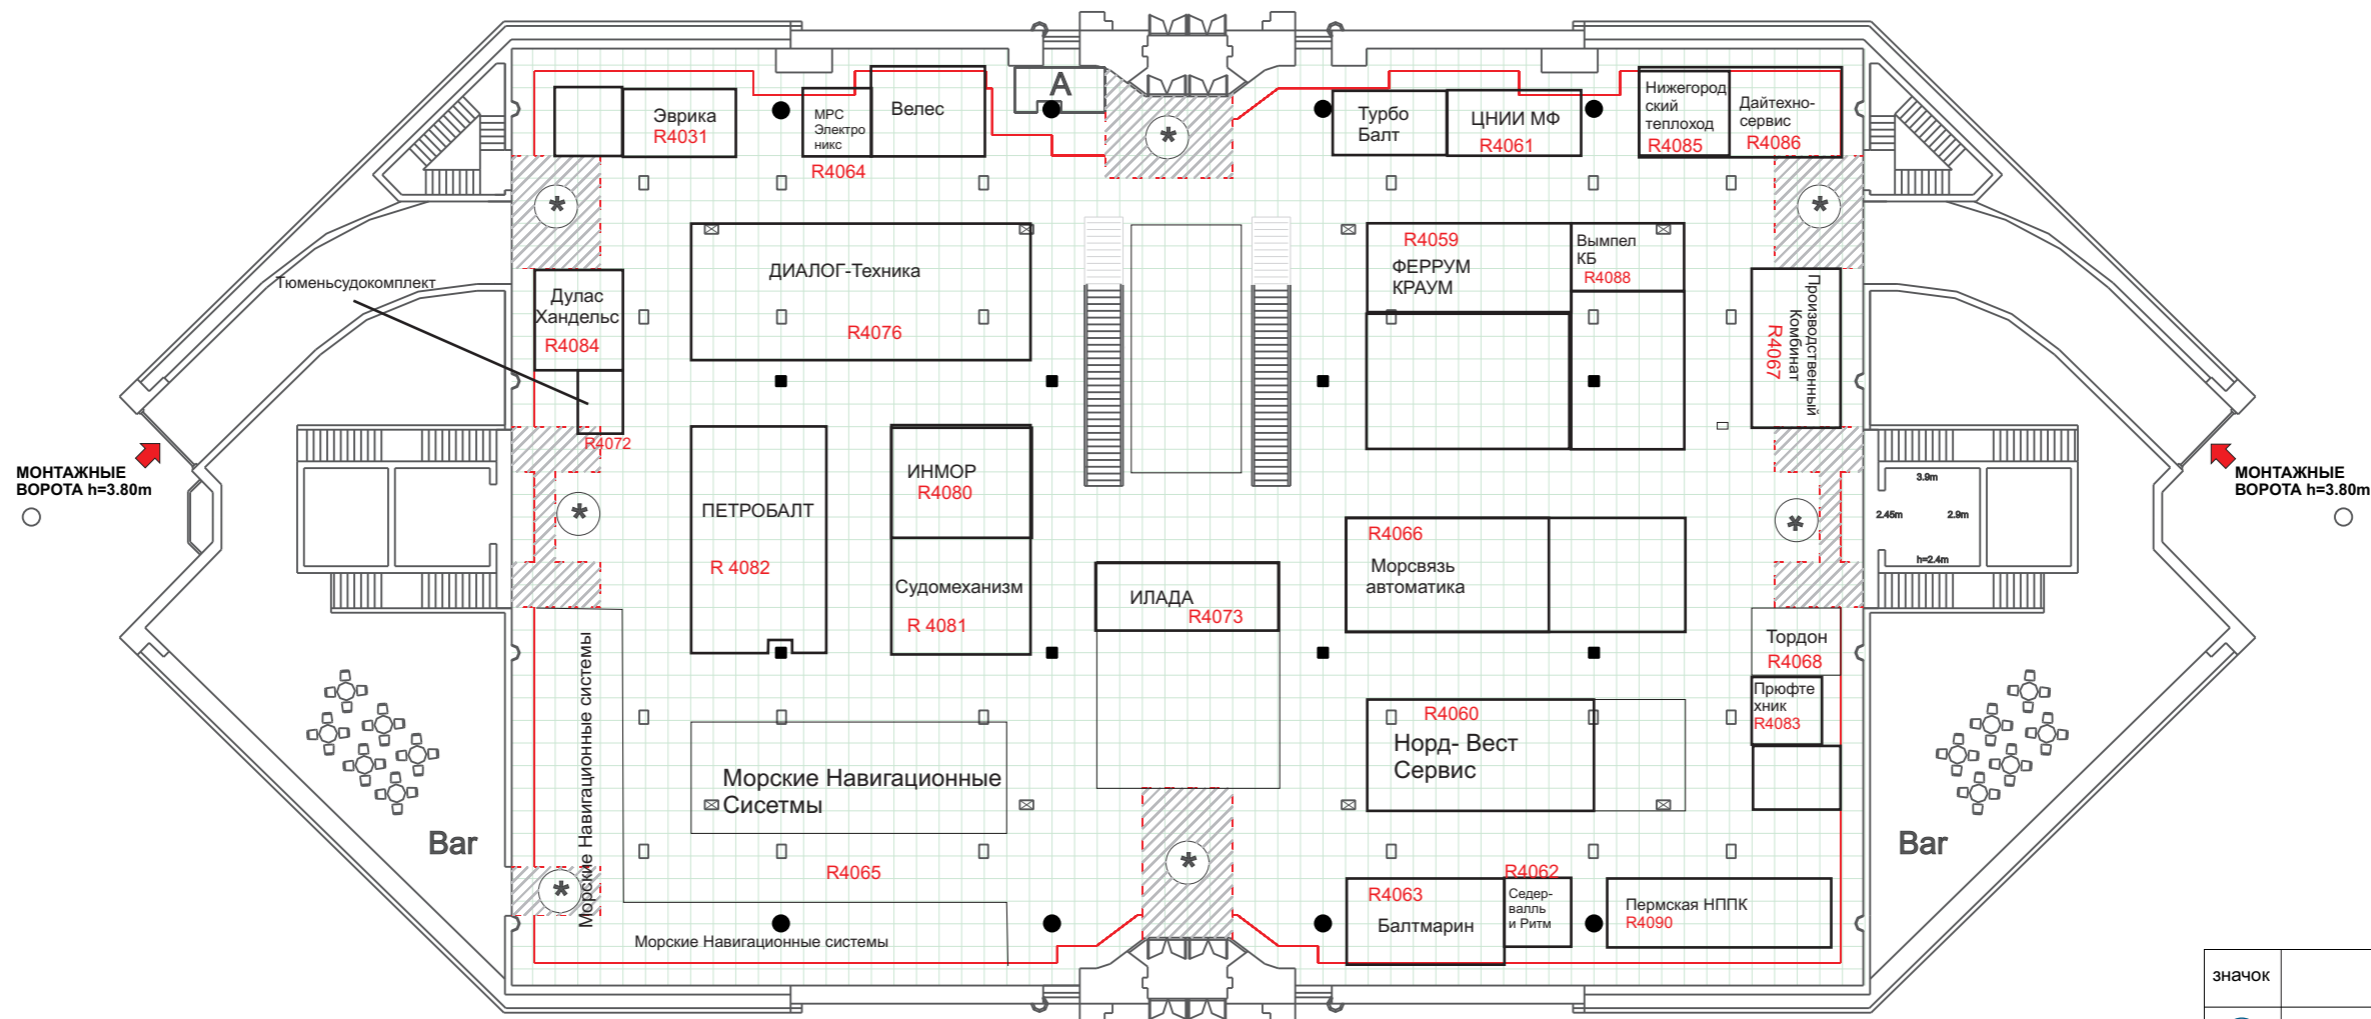 A
Эврика
R4031
МРС
Электро
никс
R4064
Велес
Турбо
Балт
ЦНИИ МФ
R4061
Нижегород
ский
теплоход
R4085
Дайтехно-
сервис
R4086
*
*
*
Тюменьсудокомплект
Дулас
Хандельс
R4084
R4072
ДИАЛОГ-Техника
R4076
R4059
ФЕРРУМ
КРАУМ
Вымпел
КБ
R4088
Производственный
Комбинат
R4067
МОНТАЖНЫЕ
ВОРОТА h=3.80m
МОНТАЖНЫЕ
ВОРОТА h=3.80m
3.9m
2.45m
2.9m
h=2.4m
*
*
ПЕТРОБАЛТ
R 4082
ИНМОР
R4080
Судомеханизм
R 4081
ИЛАДА
R4073
R4066
Морсвязь
автоматика
Тордон
R4068
Прюфте
хник
R4083
Морские Навигационные системы
Морские Навигационные
Сисетмы
R4065
Морские Навигационные системы
R4060
Норд- Вест
Сервис
Bar
Bar
*
*
R4063
Балтмарин
R4062
Седер-
валль
и Ритм
Пермская НППК
R4090
значок